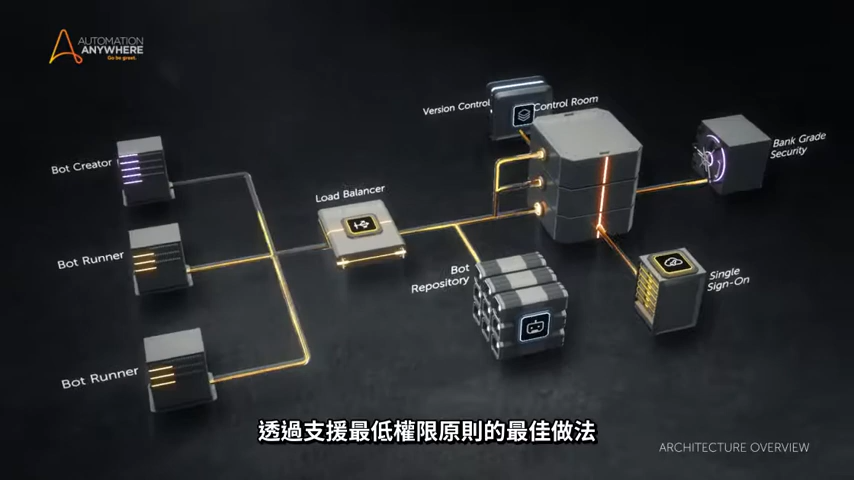 AUTOMATION
ANYWHERE
Go be great.
Version Control
Control Room
Bank Grade
Security
Bot Creator
Load Balancer
Bot Runner
Bot
Repository
Single
Sign-On
Bot Runner
透過支援最低權限原則的最佳做法
ARCHITECTURE OVERVIEW